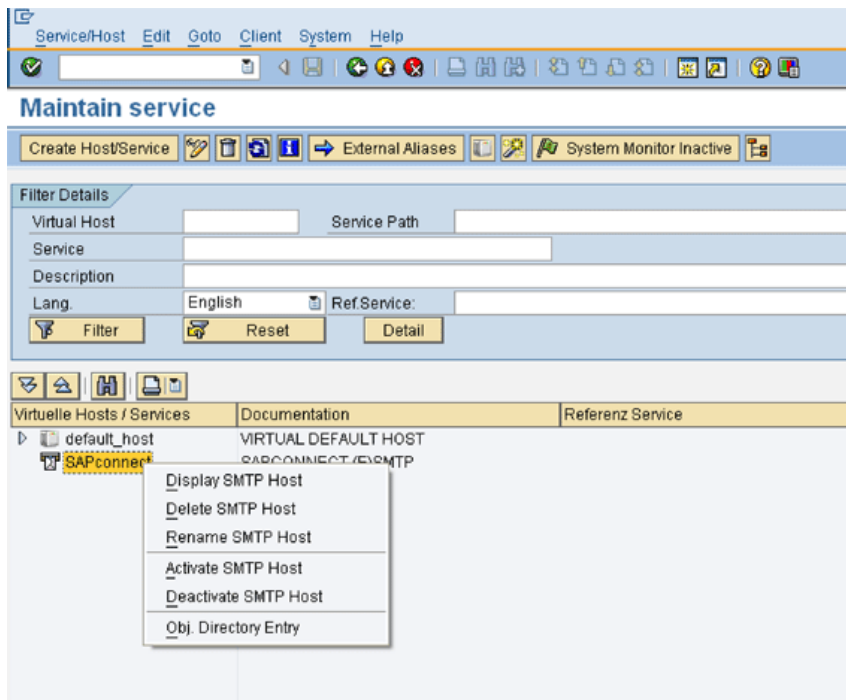 Service/Host Edit Goto Client System Help
Maintain service
Create Host/Service External Aliases System Monitor Inactive
Filter Details
Virtual Host Service Path
Service
Description
Lang. English Ref.Service:
Filter Reset Detail
Virtuelle Hosts / Services Documentation Referenz Service
default_host VIRTUAL DEFAULT HOST
SAPconnect SAPCONNECT (E)SMTP
Display SMTP Host
Delete SMTP Host
Rename SMTP Host
Activate SMTP Host
Deactivate SMTP Host
Obj. Directory Entry